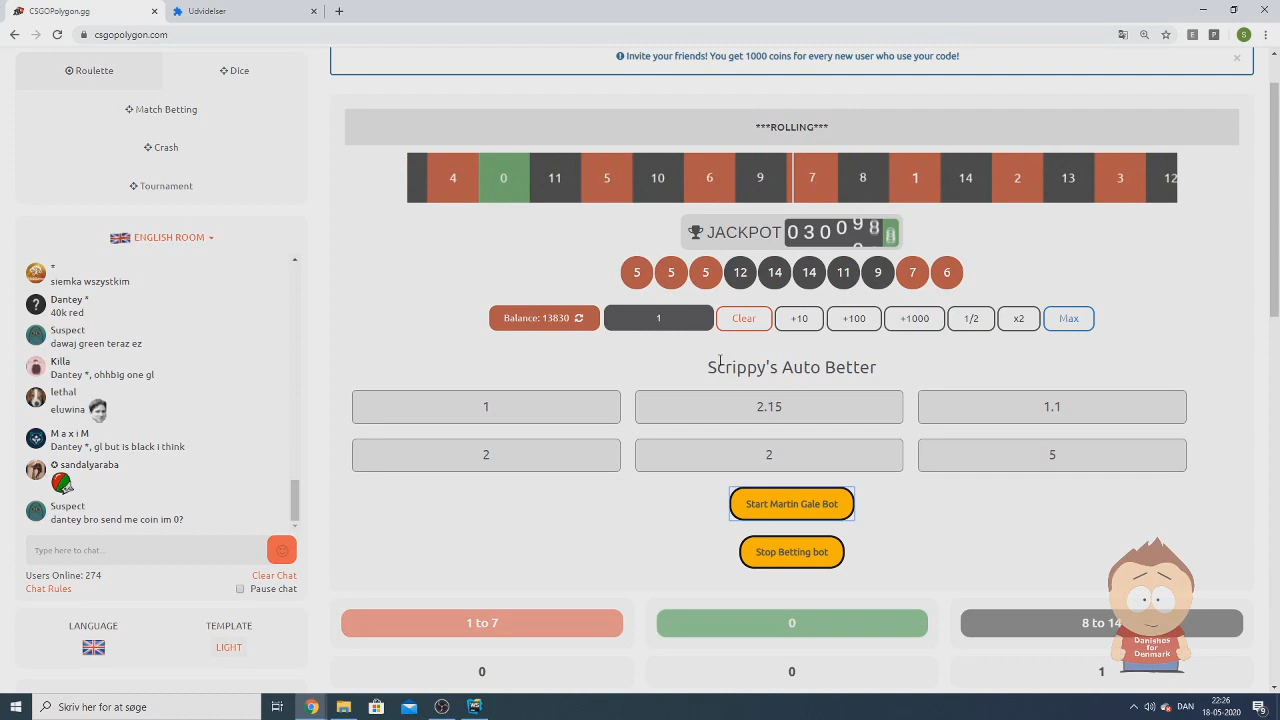 CSGOPolygon.gg
Udvidelser
csgopolygon.com
Invite your friends! You get 1000 coins for every new user who use your code!
Roulette
Dice
Match Betting
Crash
Tournament
***ROLLING***
4 0 11 5 10 6 9 7 8 1 14 2 13 3 12
JACKPOT 0 3 0 0 9 8
5 5 5 12 14 14 11 9 7 6
Balance: 13830
1
Clear
+10
+100
+1000
1/2
x2
Max
Scrippy's Auto Better
1
2.15
1.1
2
2
5
Start Martin Gale Bot
Stop Betting bot
1 to 7
0
8 to 14
0
0
1
ENGLISH ROOM
*
siemka wszystkim
Dantey *
40k red
Suspect
dawaj green teraz ez
Killa
Dantey *, ohhbig one gl
lethal
eluwina
M a x i M
Dantey *, gl but is black i think
sandalyaraba
Suspect
dantey bro send me coin im 0?
Type here to chat...
Users Online: 274
Clear Chat
Chat Rules
Pause chat
LANGUAGE
TEMPLATE
LIGHT
Danishes
for
Denmark
Skriv her for at søge
DAN
22:26
18-05-2020